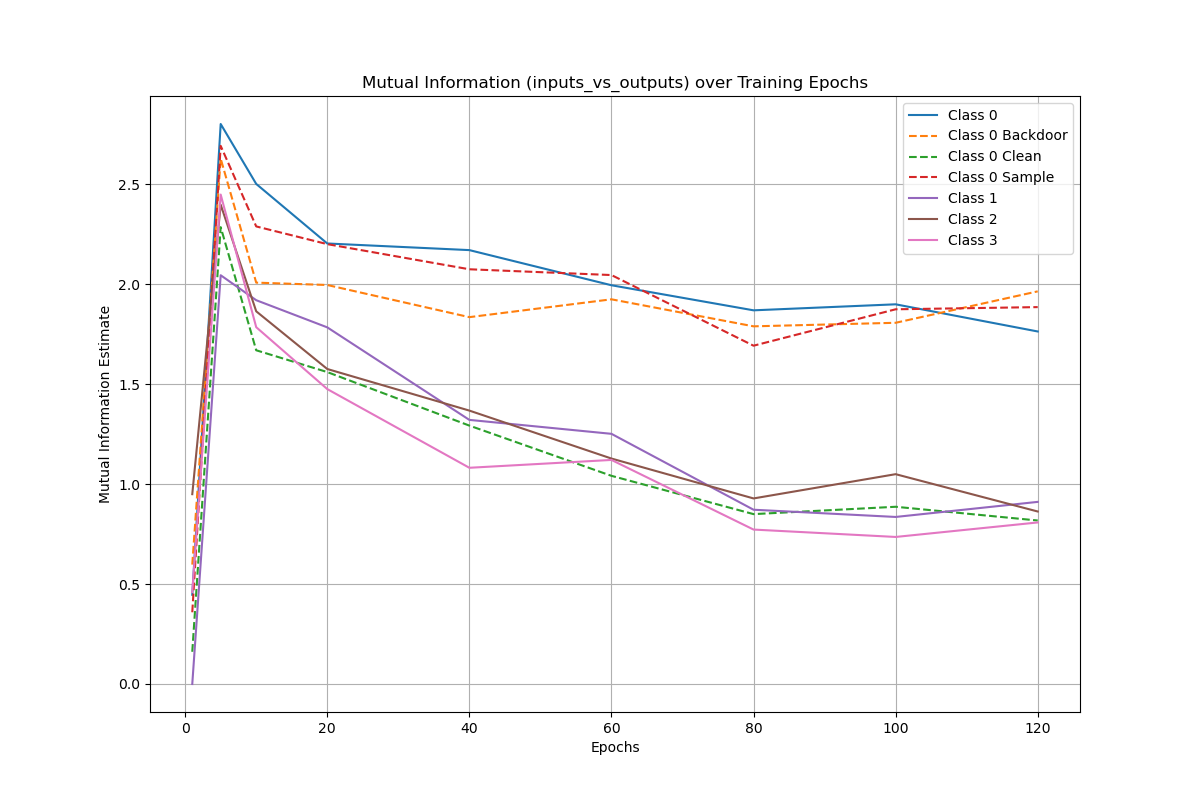 Mutual Information (inputs_vs_outputs) over Training Epochs
Class 0
Class 0 Backdoor
Class 0 Clean
Class 0 Sample
Class 1
Class 2
Class 3
Mutual Information Estimate
2.5
2.0
1.5
1.0
0.5
0.0
0 20 40 60 80 100 120
Epochs